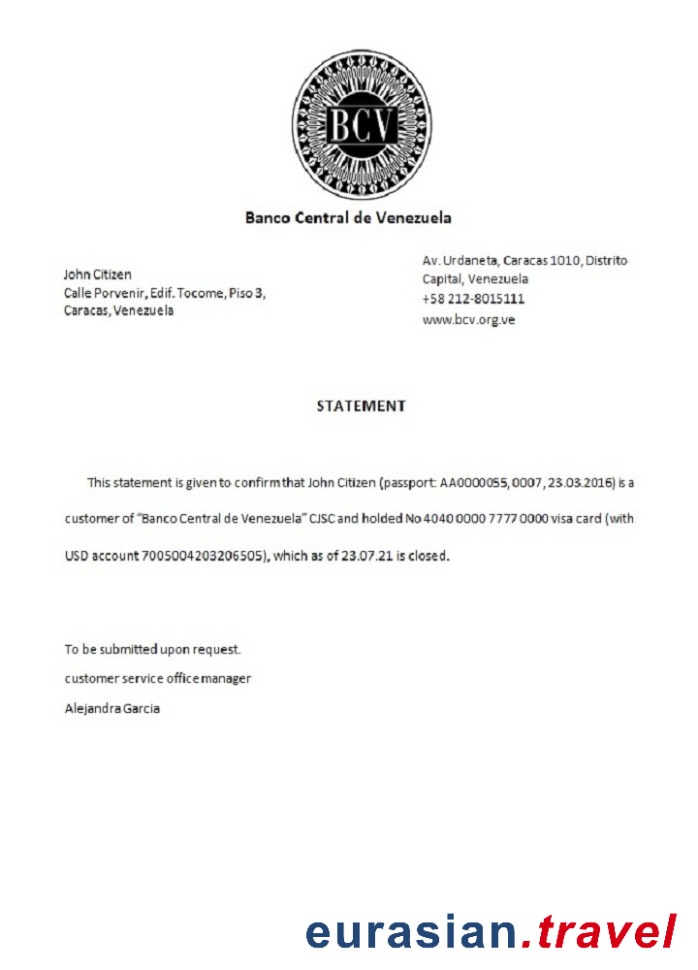 BCV
Banco Central de Venezuela
John Citizen
Calle Porvenir, Edif. Tocome, Piso 3,
Caracas, Venezuela
Av. Urdaneta, Caracas 1010, Distrito
Capital, Venezuela
+58 212-8015111
www.bcv.org.ve
STATEMENT
This statement is given to confirm that John Citizen (passport: AA0000055, 0007, 23.03.2016) is a
customer of "Banco Central de Venezuela" CJSC and holded No 4040 0000 7777 0000 visa card (with
USD account 7005004203206505), which as of 23.07.21 is closed.
To be submitted upon request.
customer service office manager
Alejandra Garcia
eurasian.travel